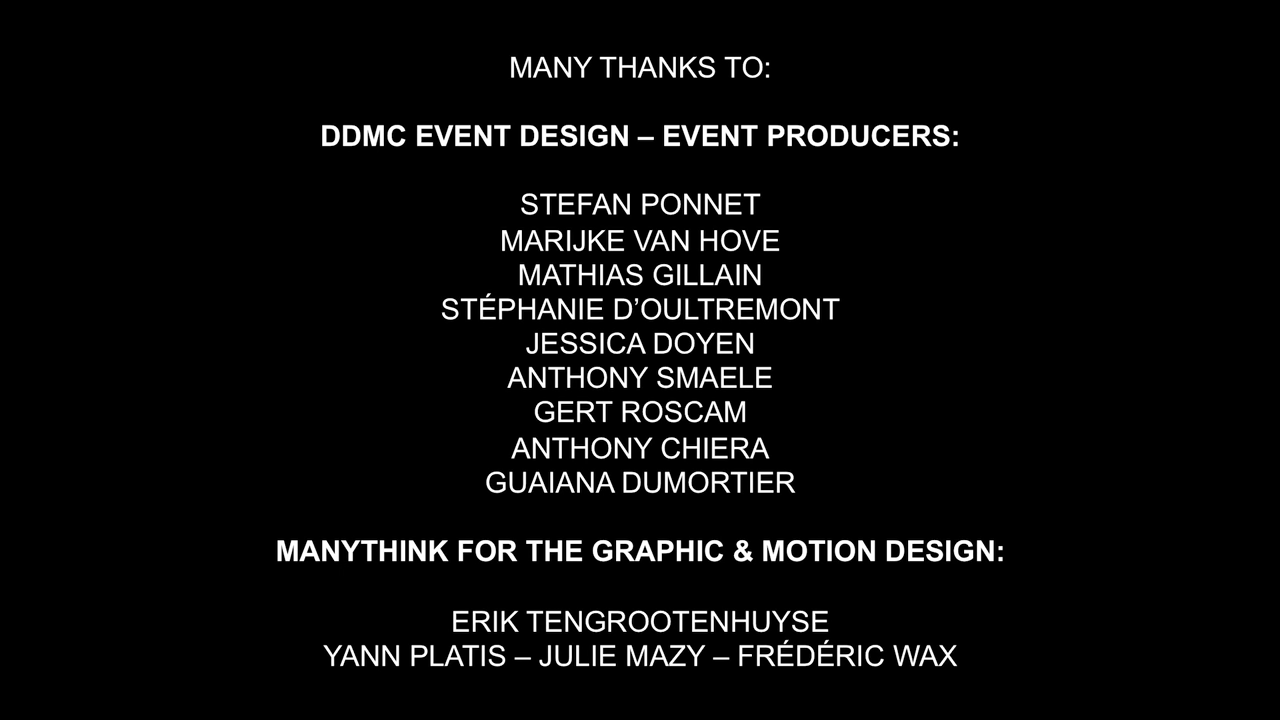 MANY THANKS TO:
DDMC EVENT DESIGN – EVENT PRODUCERS:
STEFAN PONNET
MARIJKE VAN HOVE
MATHIAS GILLAIN
STÉPHANIE D’OULTREMONT
JESSICA DOYEN
ANTHONY SMAELE
GERT ROSCAM
ANTHONY CHIERA
GUAIANA DUMORTIER
MANYTHINK FOR THE GRAPHIC & MOTION DESIGN:
ERIK TENGROOTENHUYSE
YANN PLATIS – JULIE MAZY – FRÉDÉRIC WAX